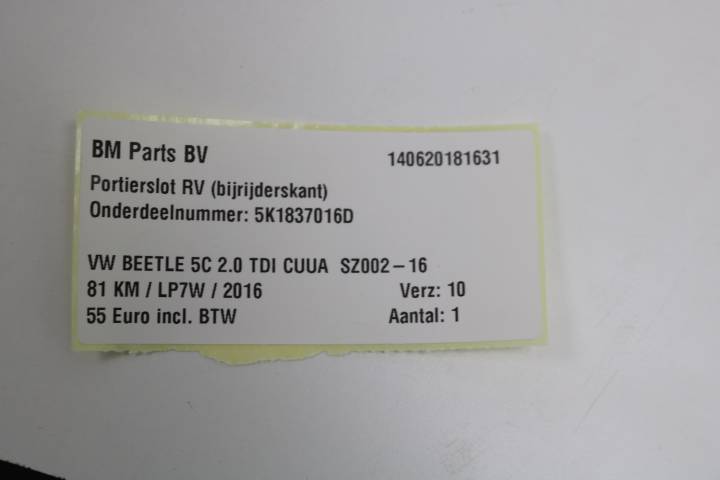 BM Parts BV 140620181631
Portierslot RV (bijrijderskant)
Onderdeelnummer: 5K1837016D
VW BEETLE 5C 2.0 TDI CUUA SZ002-16
81 KM / LP7W / 2016 Verz: 10
55 Euro incl. BTW Aantal: 1